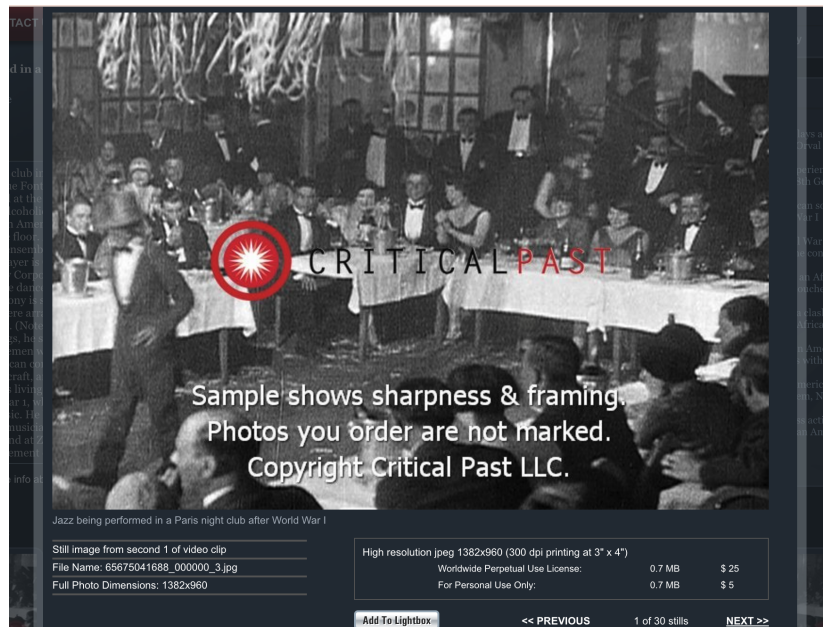 TACT
d in a
CRITICALPAST
Sample shows sharpness & framing.
Photos you order are not marked.
Copyright Critical Past LLC.
Jazz being performed in a Paris night club after World War I
Still image from second 1 of video clip
File Name: 65675041688_000000_3.jpg
Full Photo Dimensions: 1382x960
High resolution jpeg 1382x960 (300 dpi printing at 3" x 4")
Worldwide Perpetual Use License: 0.7 MB $ 25
For Personal Use Only: 0.7 MB $ 5
Add To Lightbox
<< PREVIOUS 1 of 30 stills NEXT >>